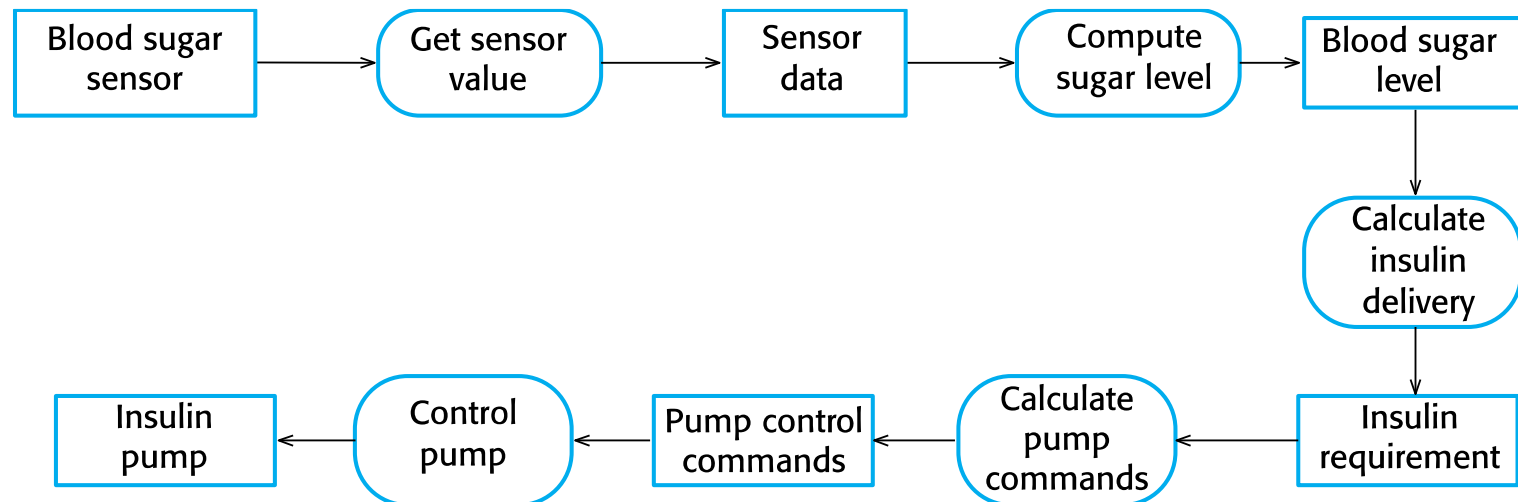 Blood sugar
sensor
Get sensor
value
Sensor
data
Compute
sugar level
Blood sugar
level
Calculate
insulin
delivery
Insulin
requirement
Calculate
pump
commands
Pump control
commands
Control
pump
Insulin
pump